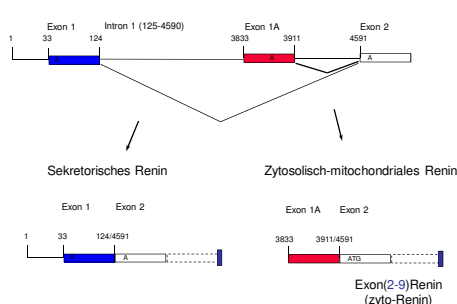 Exon 1 Intron 1 (125-4590) Exon 1A Exon 2
1 33 124 3833 3911 4591
A A A
Sekretorisches Renin Zytosolisch-mitochondriales Renin
Exon 1 Exon 2 Exon 1A Exon 2
1 33 124/4591 3833 3911/4591
A ATG
Exon(2-9)Renin
(zyto-Renin)